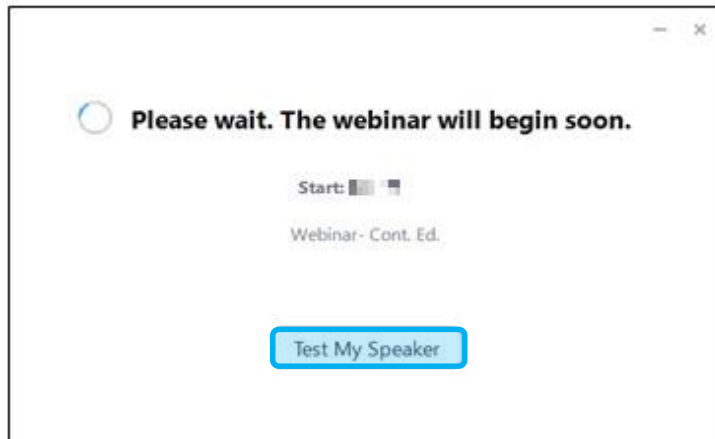 Please wait. The webinar will begin soon.
Start:
Webinar- Cont. Ed.
Test My Speaker